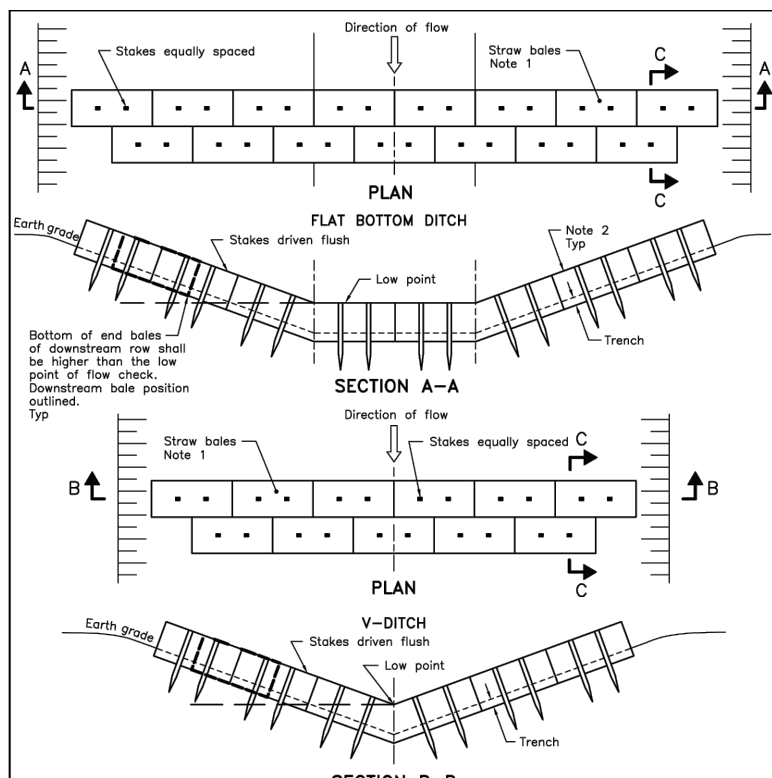 Direction of flow
Stakes equally spaced
Straw bales
Note 1
C
A
A
C
PLAN
FLAT BOTTOM DITCH
Earth grade
Stakes driven flush
Note 2
Typ
Low point
Trench
Bottom of end bales
of downstream row shall
be higher than the low
point of flow check.
Downstream bale position
outlined.
Typ
SECTION A-A
Direction of flow
Straw bales
Note 1
Stakes equally spaced
C
B
B
C
PLAN
V-DITCH
Earth grade
Stakes driven flush
Low point
Trench
SECTION B-B